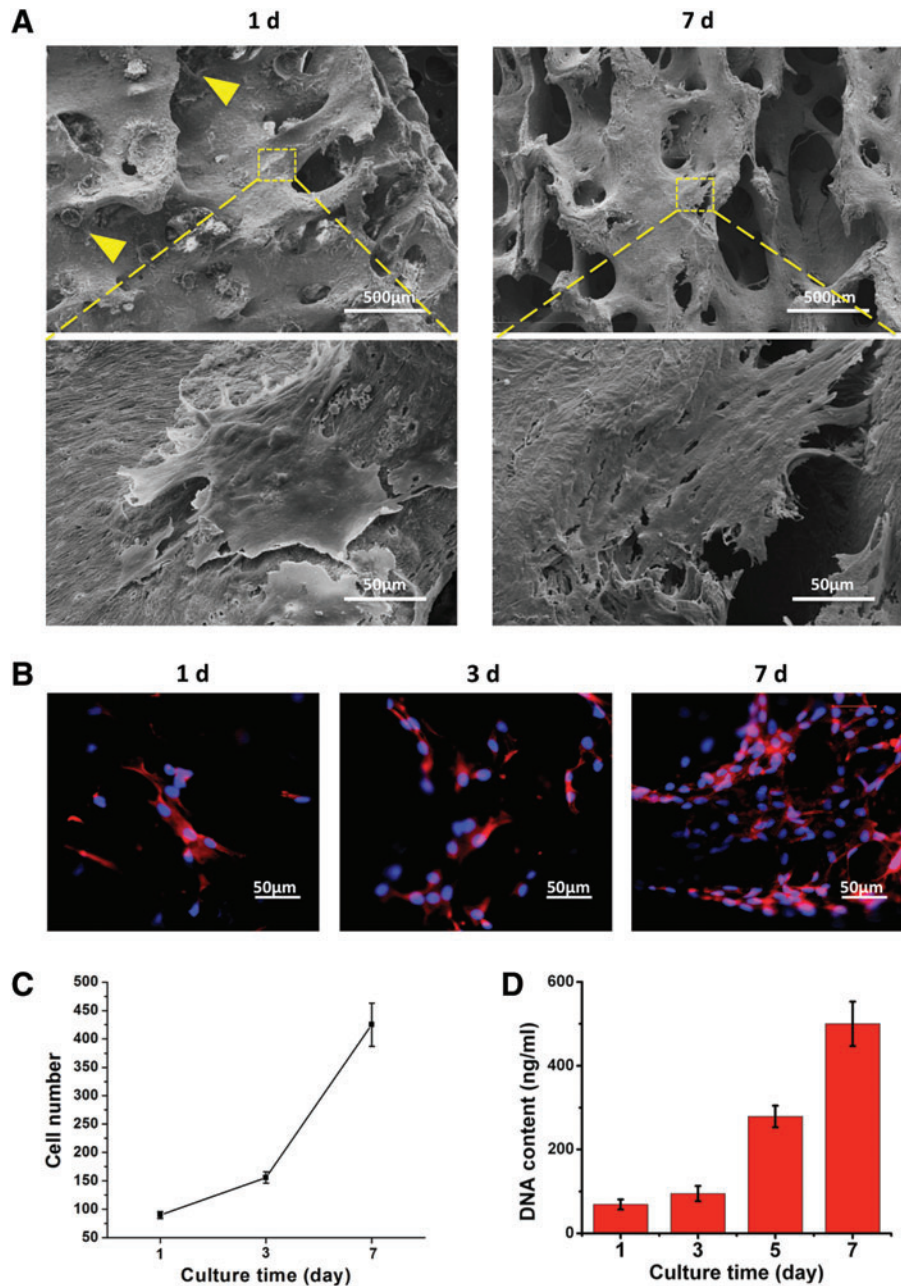 A
1 d
7 d
500µm
500µm
50µm
50µm
B
1 d
3 d
7 d
50µm
50µm
50µm
C
500
450
400
350
300
250
200
150
100
50
Cell number
1
3
7
Culture time (day)
D
600
400
200
0
DNA content (ng/ml)
1
3
5
7
Culture time (day)